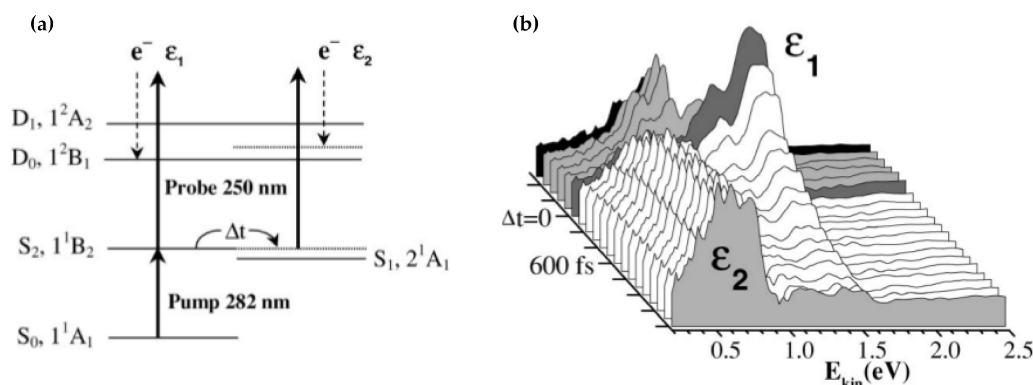 (a)
e⁻ ε₁
e⁻ ε₂
D₁, 1²A₂
D₀, 1²B₁
Probe 250 nm
Δt
S₂, 1¹B₂
S₁, 2¹A₁
Pump 282 nm
S₀, 1¹A₁
(b)
ε₁
Δt=0
600 fs
ε₂
0.5 1.0 1.5 2.0 2.5
E_kin(eV)